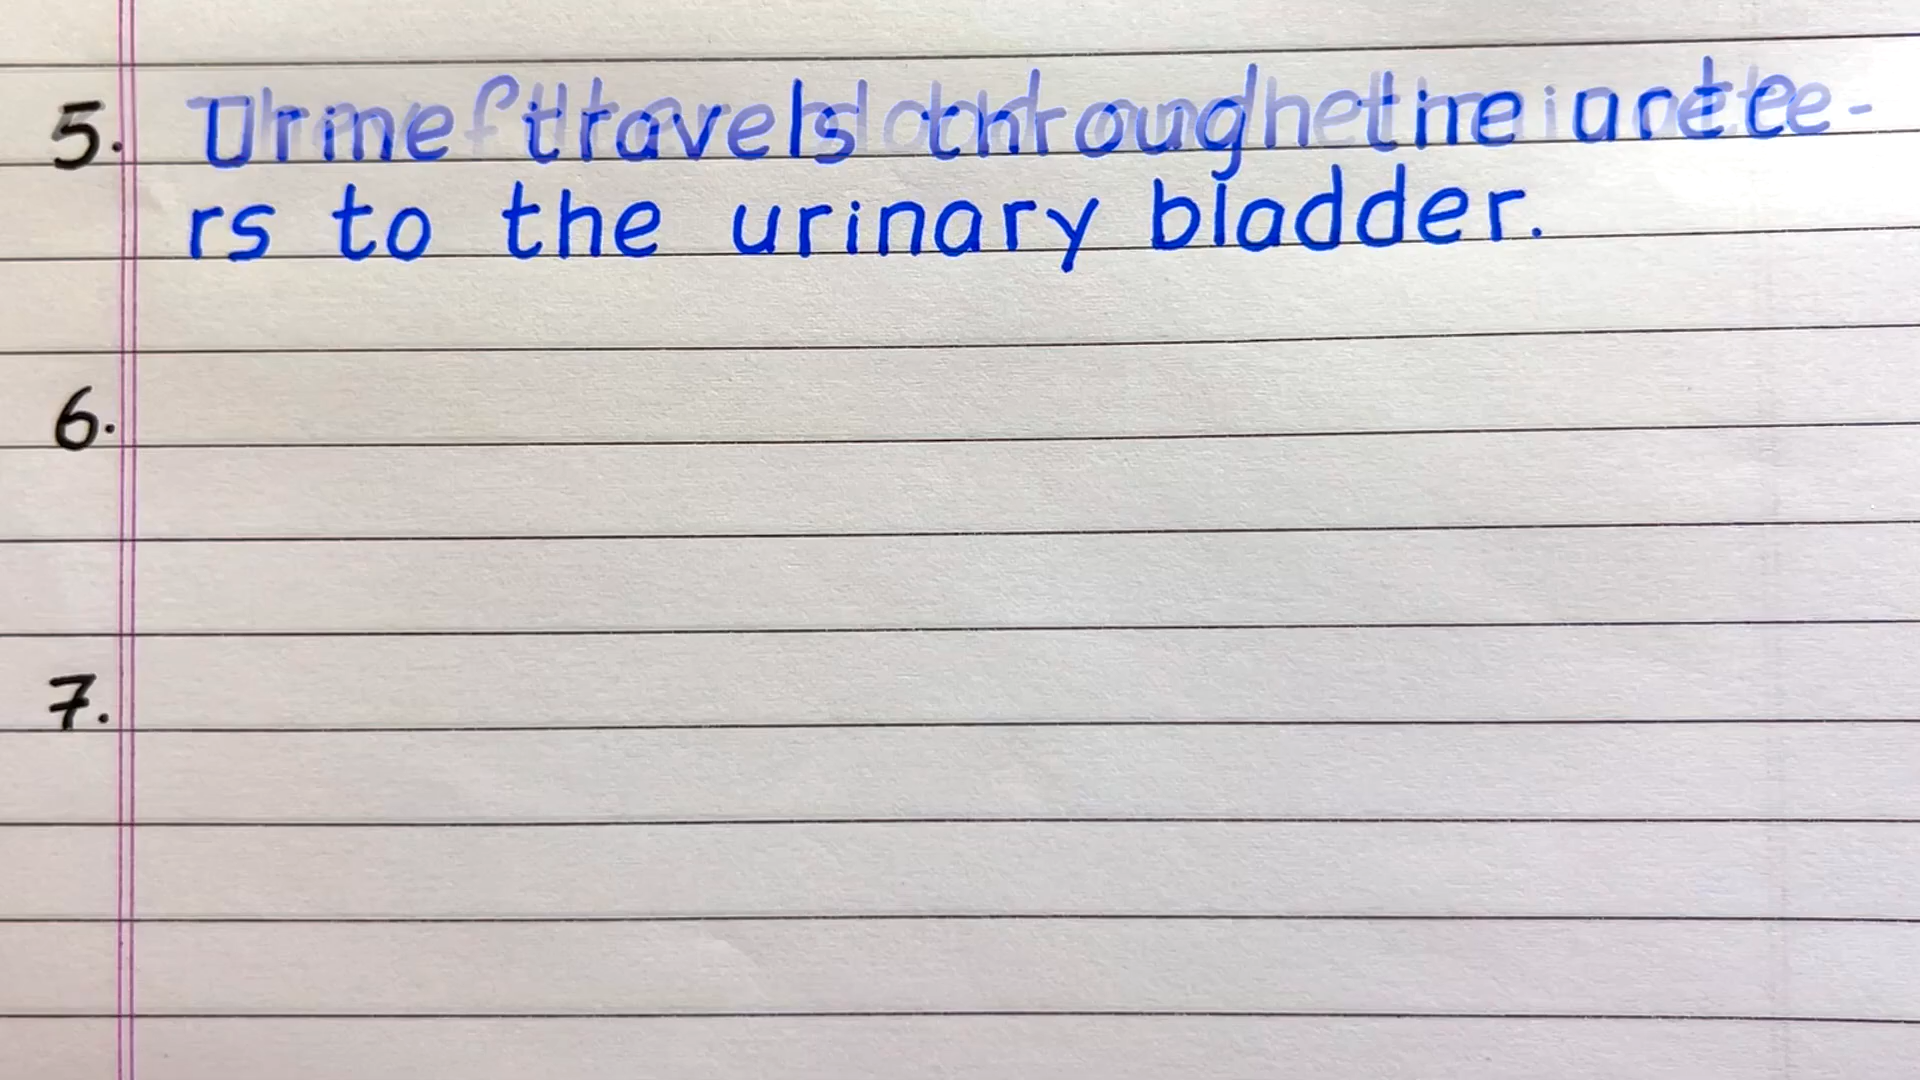 5. Urine travels through the urete-
rs to the urinary bladder.
6.
7.